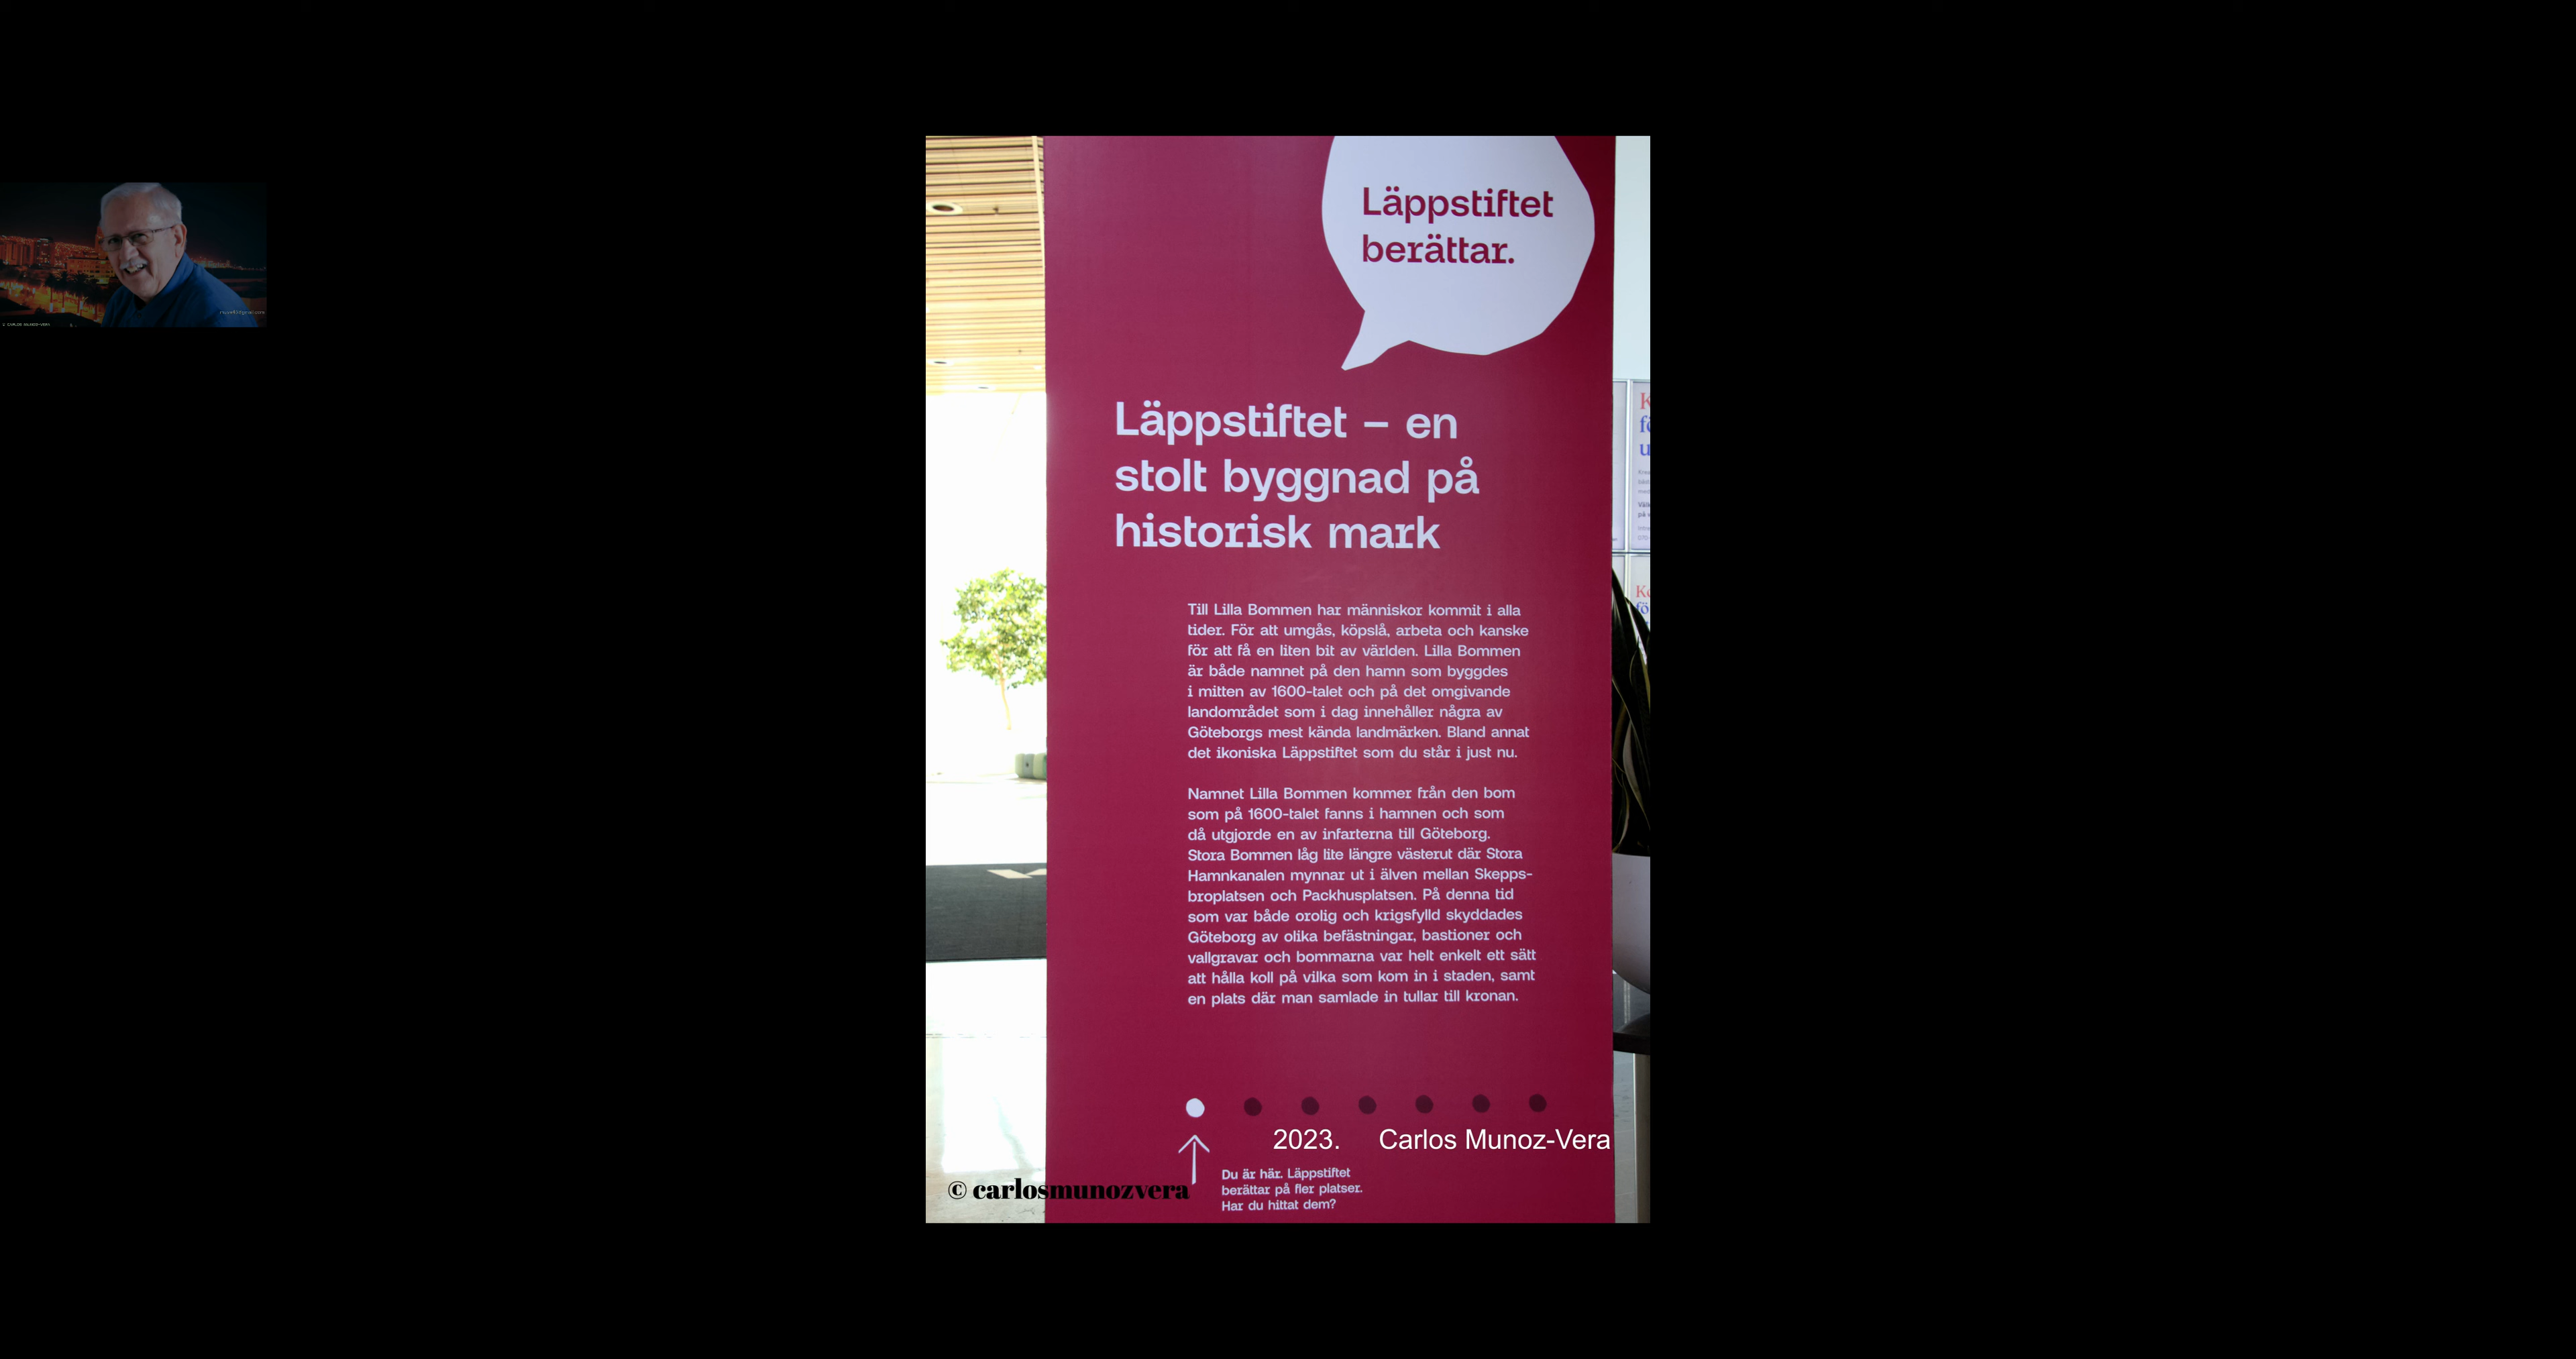 Läppstiftet
berättar.
Läppstiftet – en
stolt byggnad på
historisk mark
Till Lilla Bommen har människor kommit i alla
tider. För att umgås, köpslå, arbeta och kanske
för att få en liten bit av världen. Lilla Bommen
är både namnet på den hamn som byggdes
i mitten av 1600-talet och på det omgivande
landområdet som i dag innehåller några av
Göteborgs mest kända landmärken. Bland annat
det ikoniska Läppstiftet som du står i just nu.
Namnet Lilla Bommen kommer från den bom
som på 1600-talet fanns i hamnen och som
då utgjorde en av infarterna till Göteborg.
Stora Bommen låg lite längre västerut där Stora
Hamnkanalen mynnar ut i älven mellan Skepps-
broplatsen och Packhusplatsen. På denna tid
som var både orolig och krigsfylld skyddades
Göteborg av olika befästningar, bastioner och
vallgravar och bommarna var helt enkelt ett sätt
att hålla koll på vilka som kom in i staden, samt
en plats där man samlade in tullar till kronan.
2023. Carlos Munoz-Vera
Du är här. Läppstiftet
berättar på fler platser.
Har du hittat dem?
© carlosmunozvera